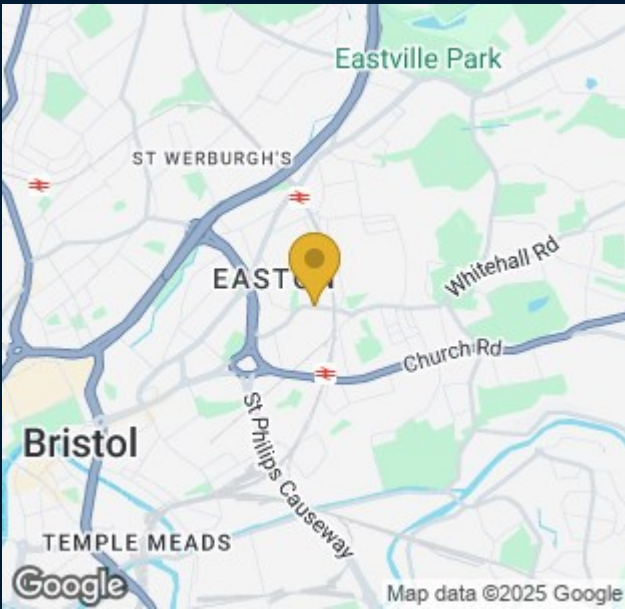 Eastville Park
ST WERBURGH'S
EASTON
Whitehall Rd
Church Rd
St Philips Causeway
Bristol
TEMPLE MEADS
Google
Map data ©2025 Google